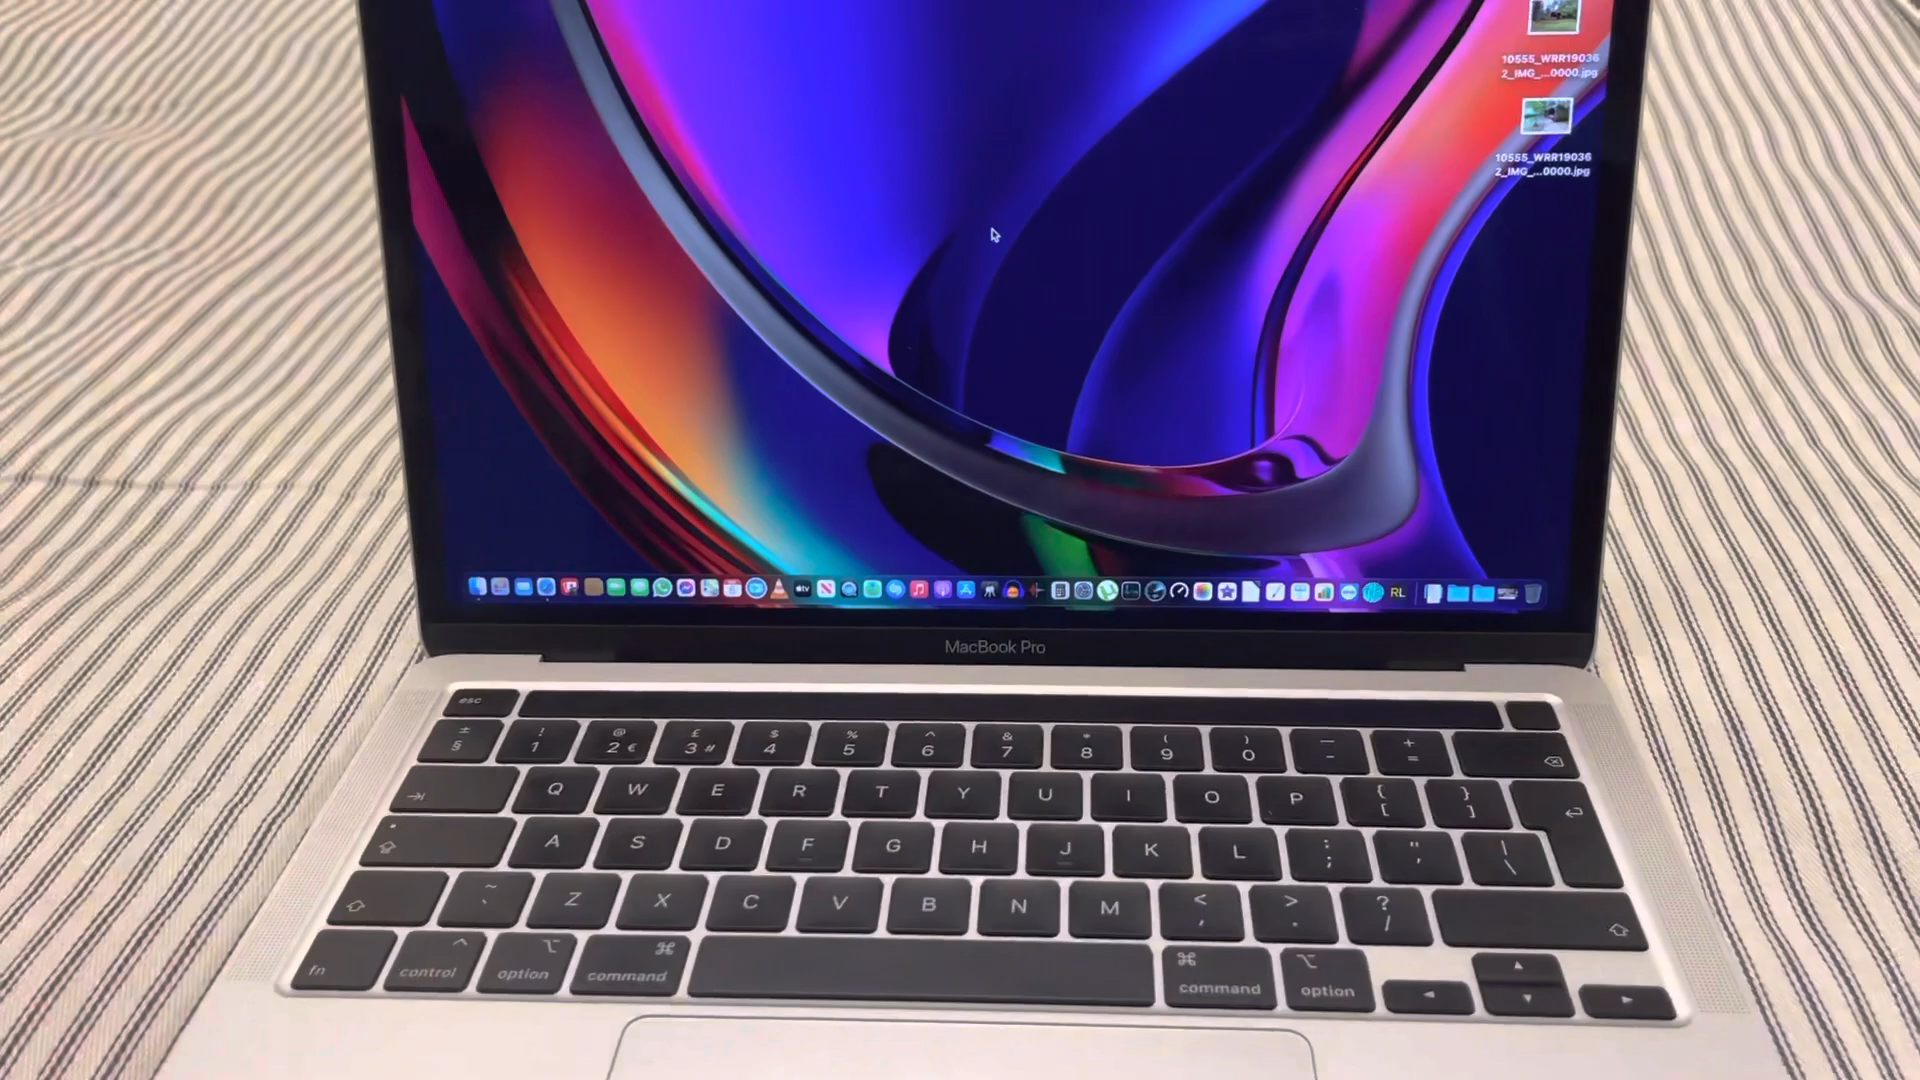 10555_WRR19036
2_IMG_...0000.jpg
10555_WRR19036
2_IMG_...0000.jpg
RL
MacBook Pro
esc
± § ! 1 @ 2 € £ 3 # $ 4 % 5 ^ 6 & 7 * 8 ( 9 ) 0 _ - + =
Q W E R T Y U I O P { [ } ]
A S D F G H J K L : ; " ' | \
~ ` Z X C V B N M < , > . ? /
fn control ^ option ⌥ command ⌘ ⌘ command ⌥ option